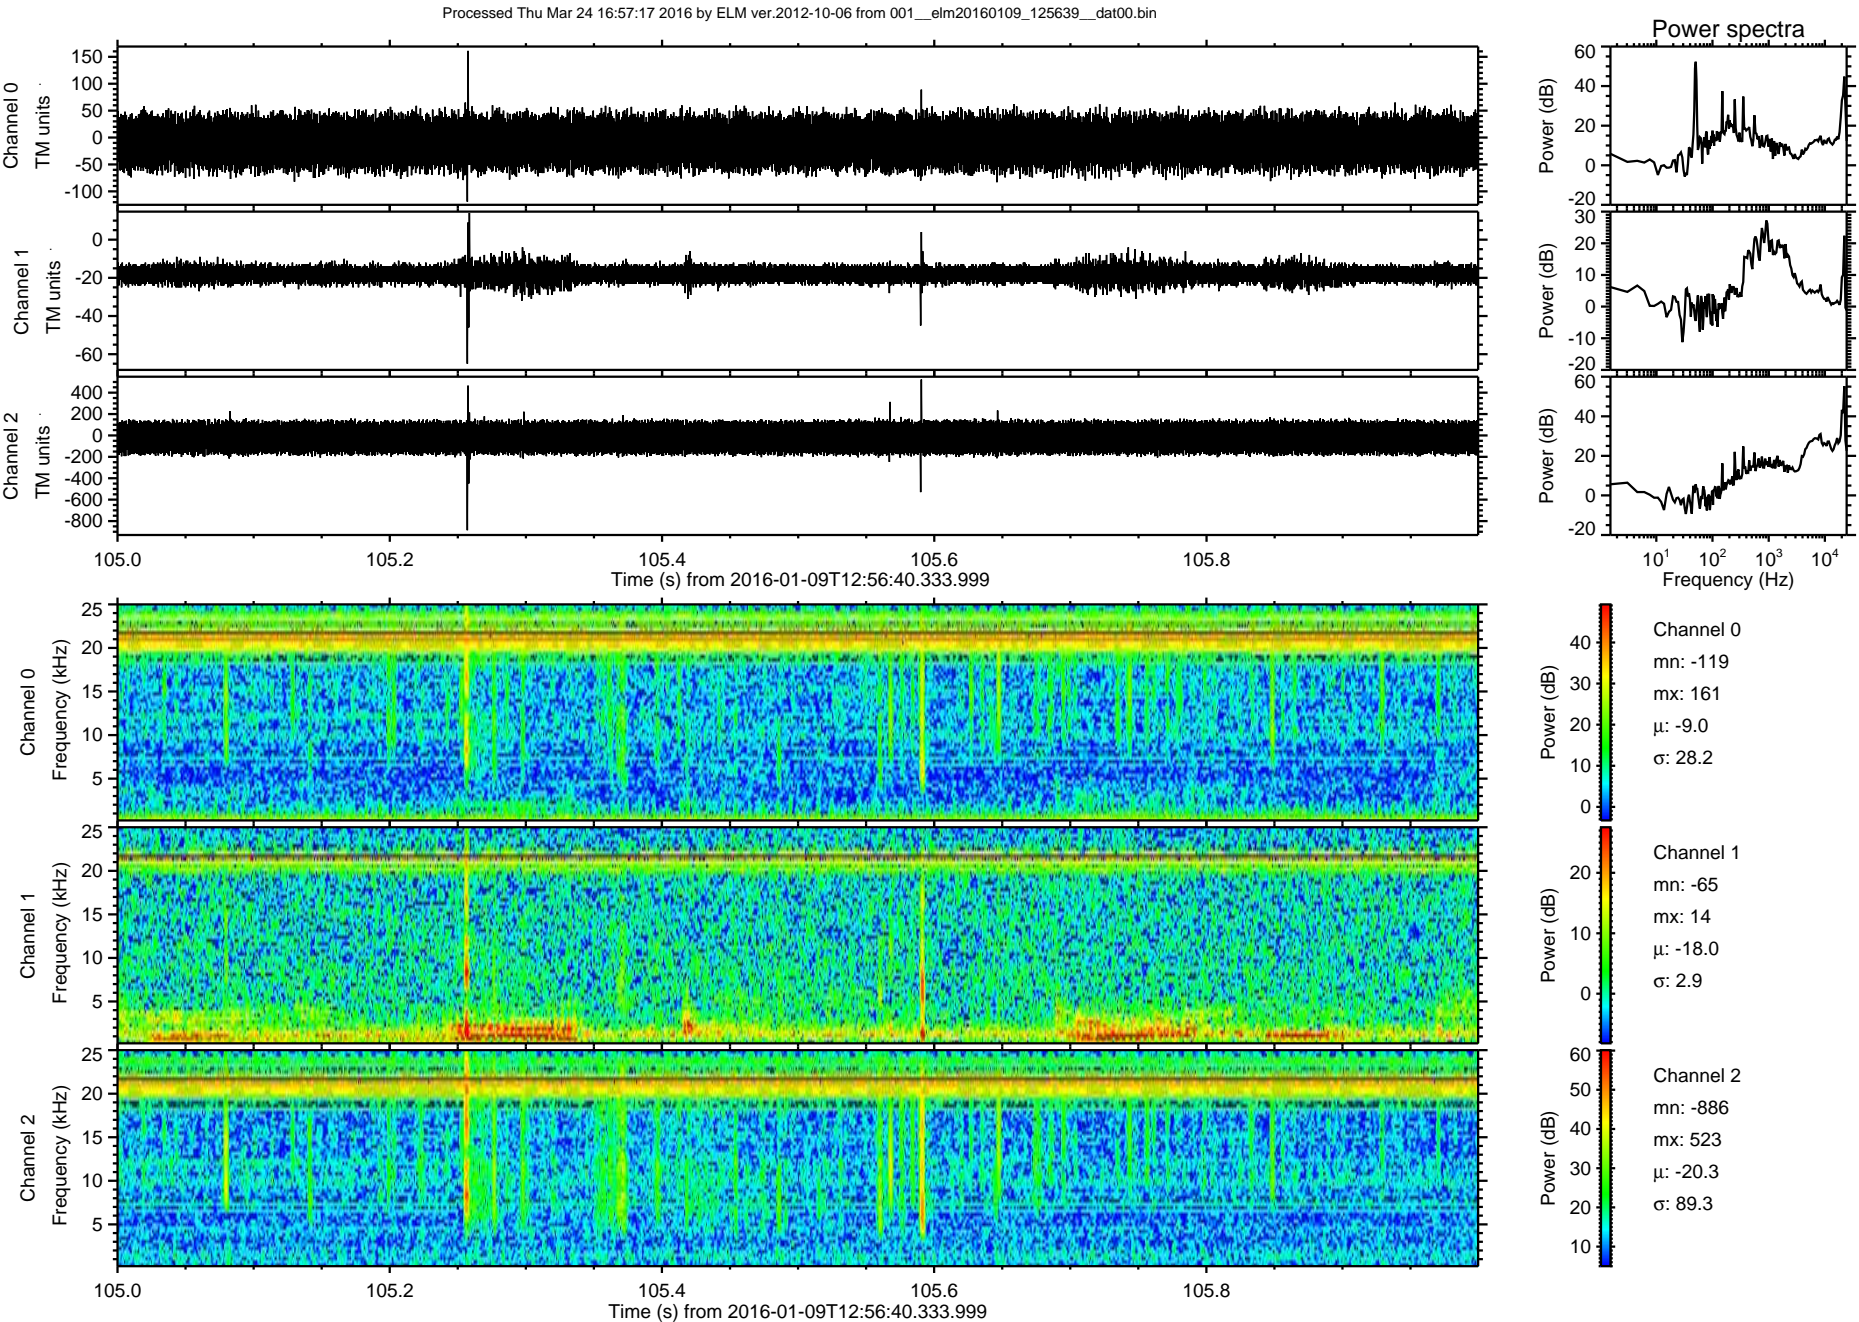 Processed Thu Mar 24 16:57:17 2016 by ELM ver.2012-10-06 from 001__elm20160109_125639__dat00.bin
Power spectra
Channel 0
TM units
150
100
50
0
-50
-100
Power (dB)
60
40
20
0
-20
Channel 1
TM units
0
-20
-40
-60
Power (dB)
30
20
10
0
-10
-20
Channel 2
TM units
400
200
0
-200
-400
-600
-800
Power (dB)
60
40
20
0
-20
105.0 105.2 105.4 105.6 105.8
Time (s) from 2016-01-09T12:56:40.333.999
10¹ 10² 10³ 10⁴
Frequency (Hz)
Channel 0
Frequency (kHz)
25
20
15
10
5
Power (dB)
40
30
20
10
0
Channel 0
mn: -119
mx: 161
μ: -9.0
σ: 28.2
Channel 1
Frequency (kHz)
25
20
15
10
5
Power (dB)
20
10
0
Channel 1
mn: -65
mx: 14
μ: -18.0
σ: 2.9
Channel 2
Frequency (kHz)
25
20
15
10
5
Power (dB)
60
50
40
30
20
10
Channel 2
mn: -886
mx: 523
μ: -20.3
σ: 89.3
105.0 105.2 105.4 105.6 105.8
Time (s) from 2016-01-09T12:56:40.333.999